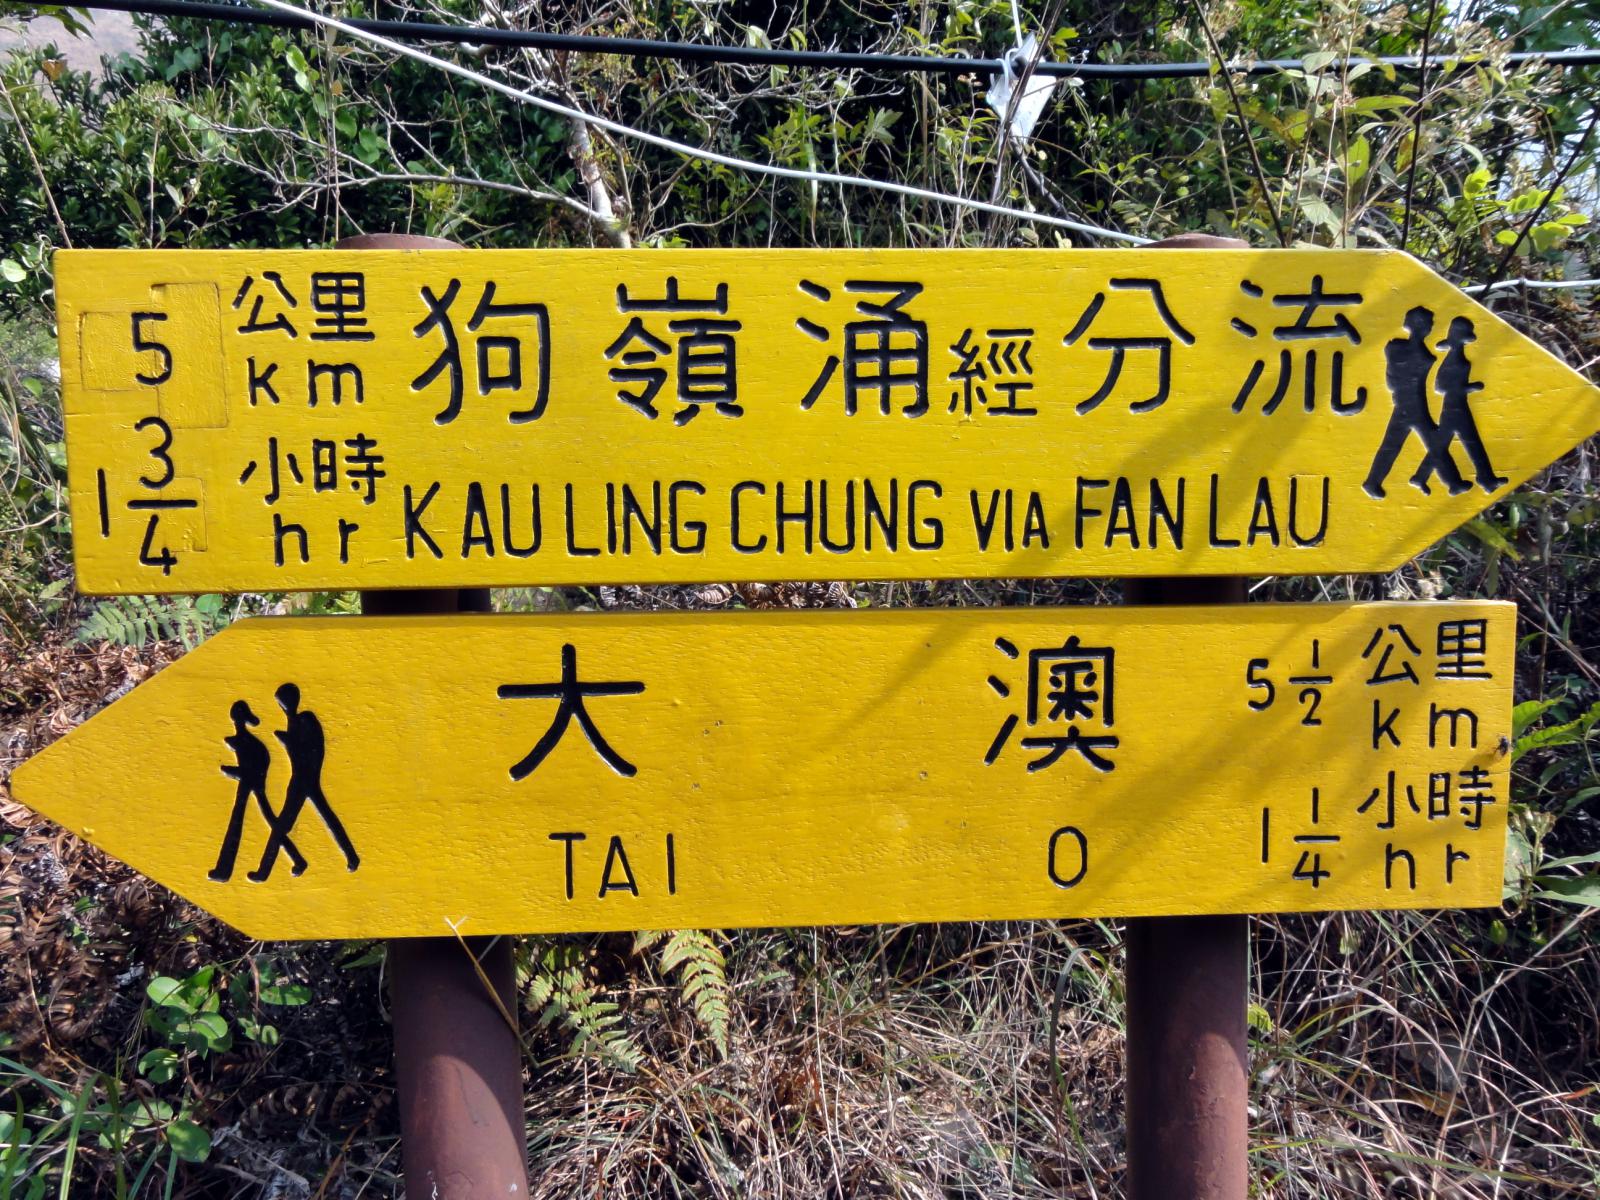 5 公里 狗嶺涌經分流
km
1 3/4 小時
hr KAU LING CHUNG VIA FAN LAU
大澳 5 1/2 公里
km
1 1/4 小時
TAI O hr